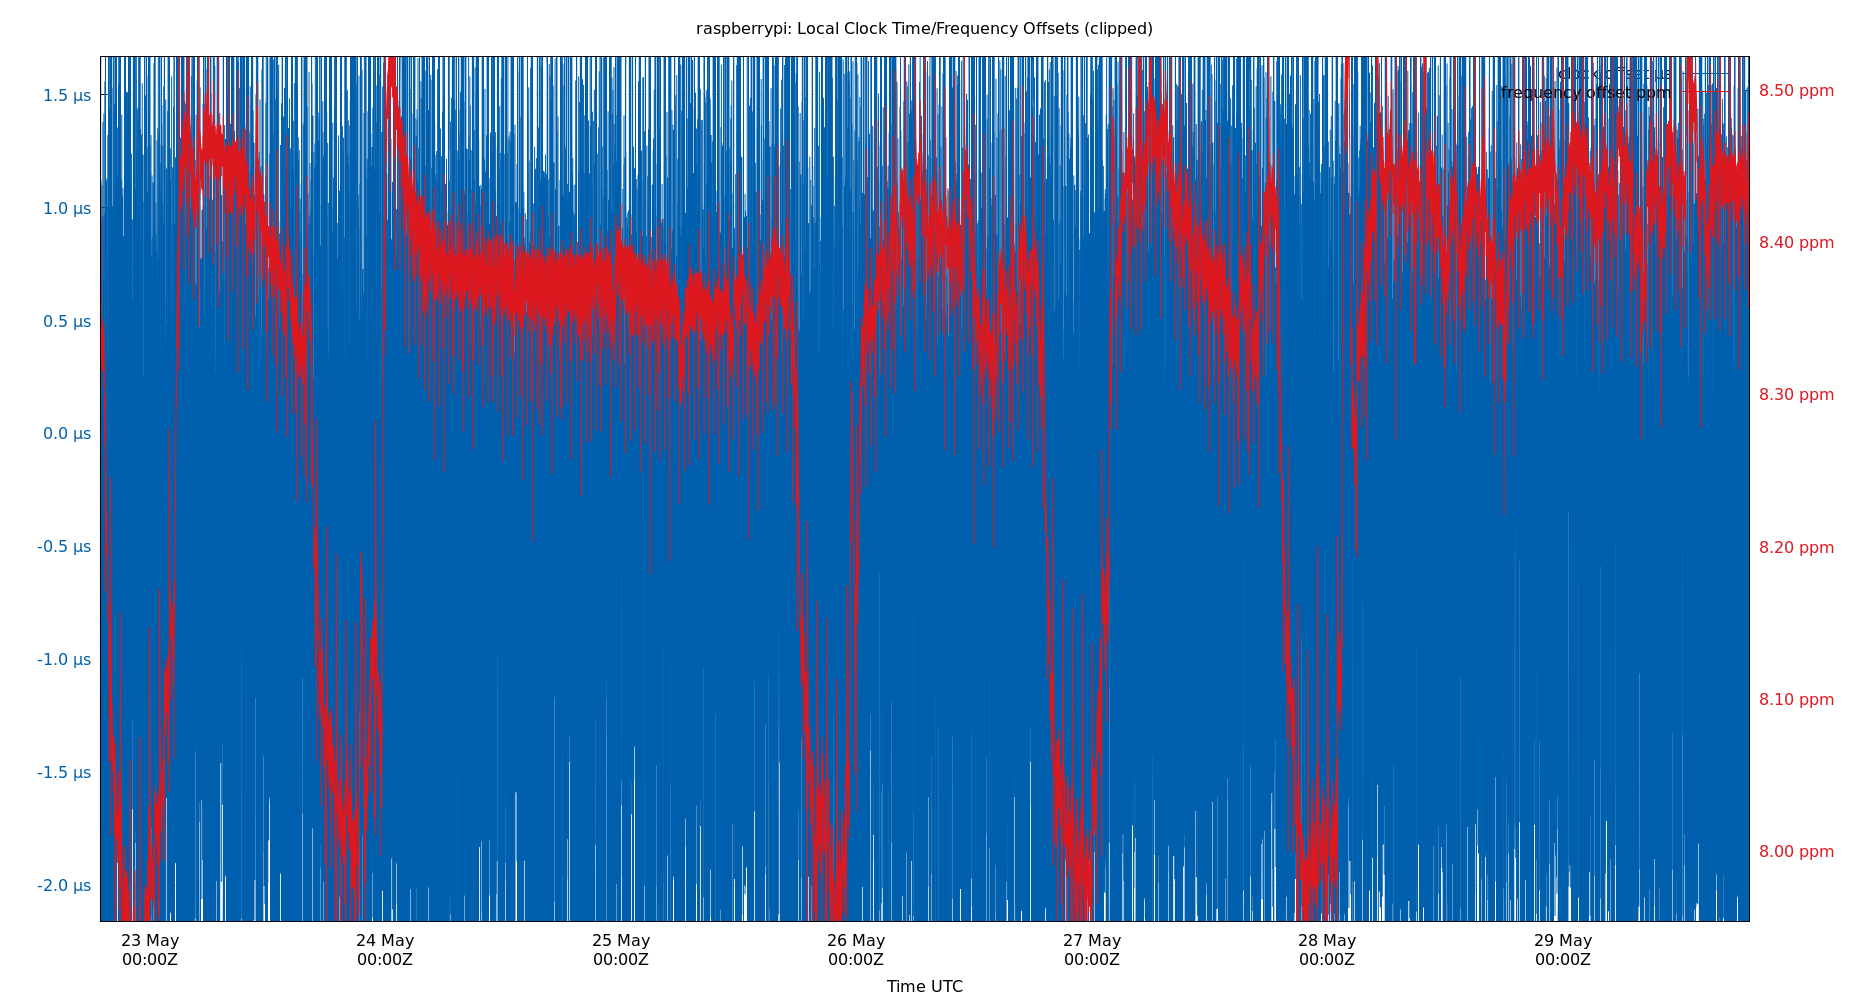 raspberrypi: Local Clock Time/Frequency Offsets (clipped)
clock offset µs
frequency offset ppm
1.5 µs
1.0 µs
0.5 µs
0.0 µs
-0.5 µs
-1.0 µs
-1.5 µs
-2.0 µs
8.50 ppm
8.40 ppm
8.30 ppm
8.20 ppm
8.10 ppm
8.00 ppm
23 May
00:00Z
24 May
00:00Z
25 May
00:00Z
26 May
00:00Z
27 May
00:00Z
28 May
00:00Z
29 May
00:00Z
Time UTC